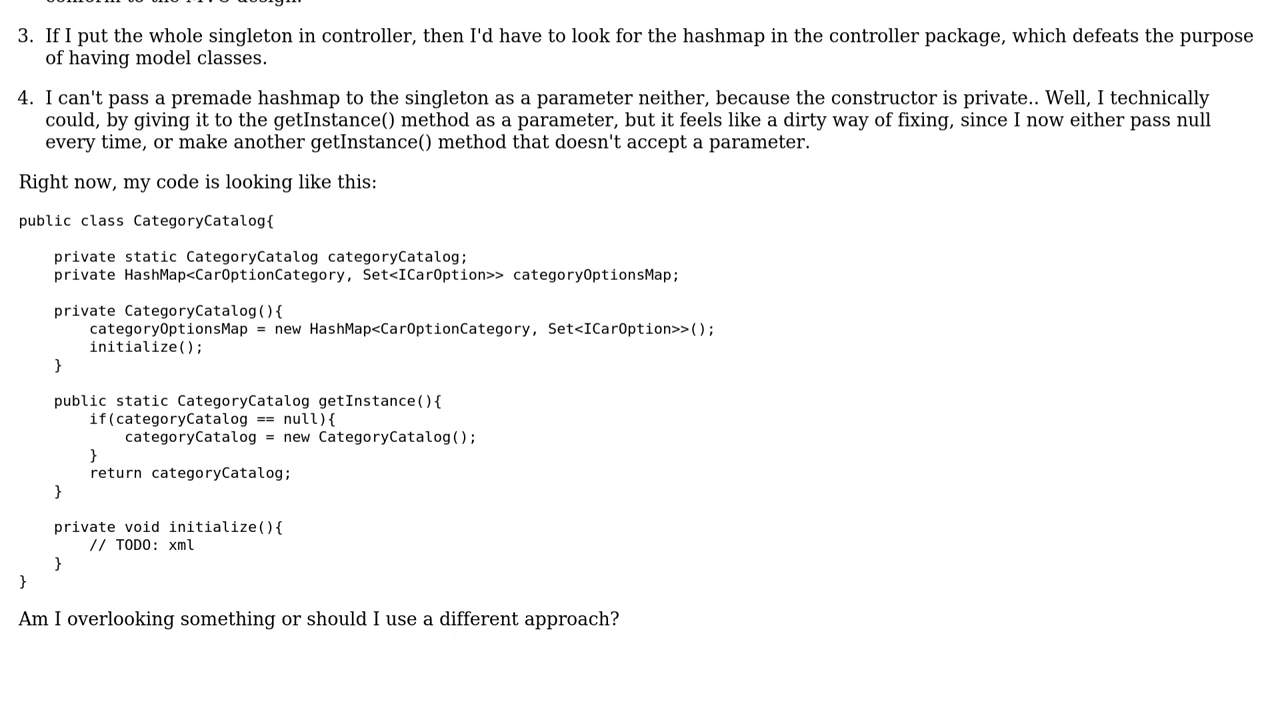 conform to the MVC design.
3. If I put the whole singleton in controller, then I'd have to look for the hashmap in the controller package, which defeats the purpose
of having model classes.
4. I can't pass a premade hashmap to the singleton as a parameter neither, because the constructor is private.. Well, I technically
could, by giving it to the getInstance() method as a parameter, but it feels like a dirty way of fixing, since I now either pass null
every time, or make another getInstance() method that doesn't accept a parameter.
Right now, my code is looking like this:
public class CategoryCatalog{
    private static CategoryCatalog categoryCatalog;
    private HashMap<CarOptionCategory, Set<ICarOption>> categoryOptionsMap;
    private CategoryCatalog(){
        categoryOptionsMap = new HashMap<CarOptionCategory, Set<ICarOption>>();
        initialize();
    }
    public static CategoryCatalog getInstance(){
        if(categoryCatalog == null){
            categoryCatalog = new CategoryCatalog();
        }
        return categoryCatalog;
    }
    private void initialize(){
        // TODO: xml
    }
}
Am I overlooking something or should I use a different approach?